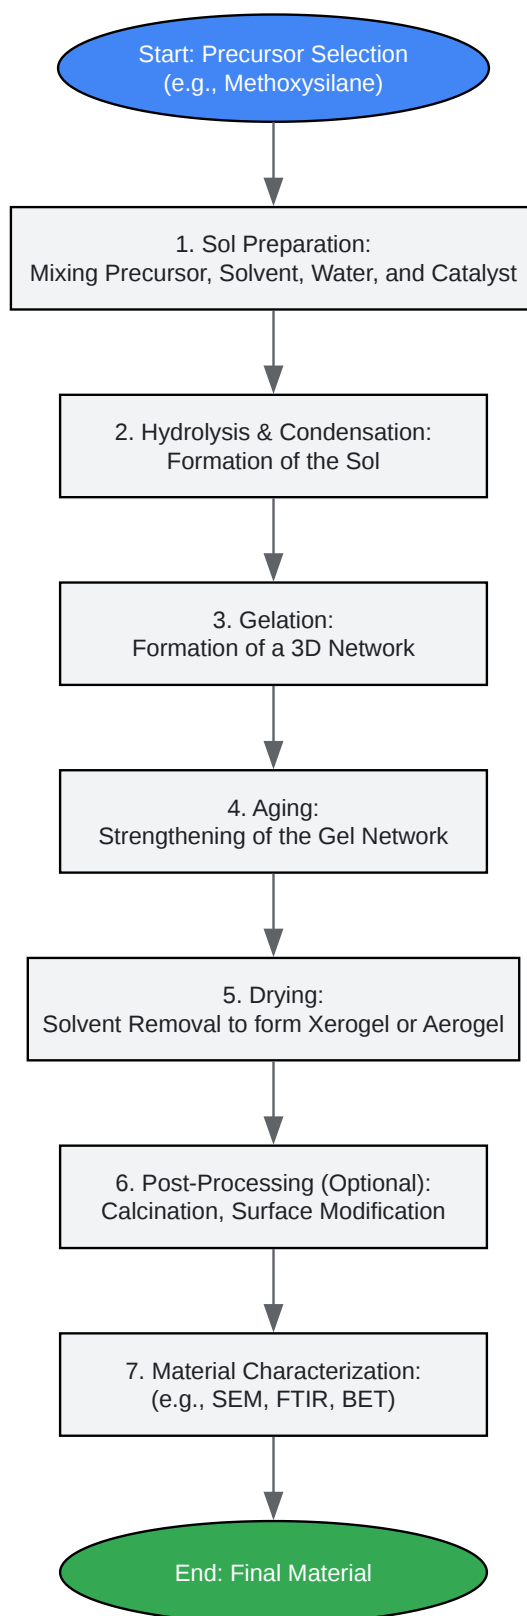 Start: Precursor Selection
(e.g., Methoxysilane)
1. Sol Preparation:
Mixing Precursor, Solvent, Water, and Catalyst
2. Hydrolysis & Condensation:
Formation of the Sol
3. Gelation:
Formation of a 3D Network
4. Aging:
Strengthening of the Gel Network
5. Drying:
Solvent Removal to form Xerogel or Aerogel
6. Post-Processing (Optional):
Calcination, Surface Modification
7. Material Characterization:
(e.g., SEM, FTIR, BET)
End: Final Material